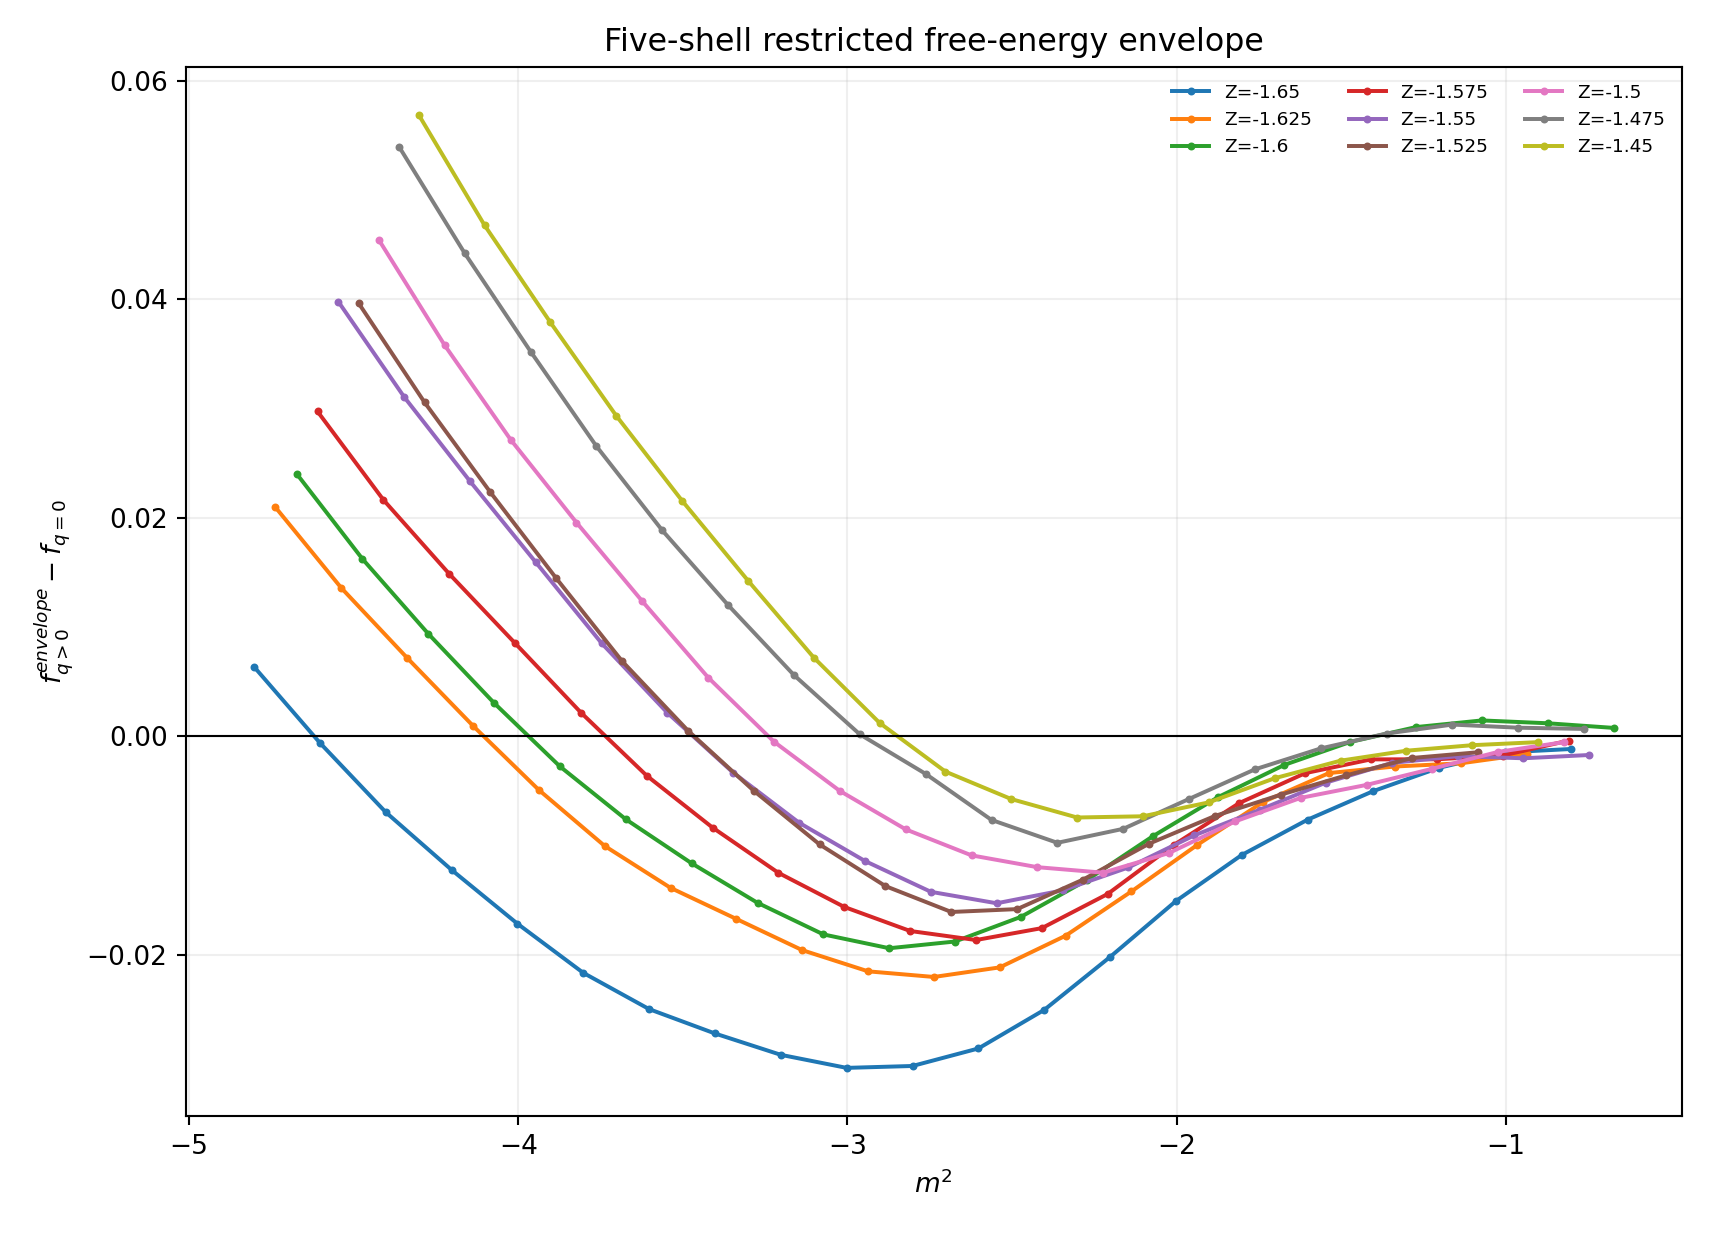 Five-shell restricted free-energy envelope
Z=-1.65
Z=-1.625
Z=-1.6
Z=-1.575
Z=-1.55
Z=-1.525
Z=-1.5
Z=-1.475
Z=-1.45
0.06
0.04
0.02
0.00
−0.02
f_{q>0}^{envelope} − f_{q=0}
−5 −4 −3 −2 −1
m²